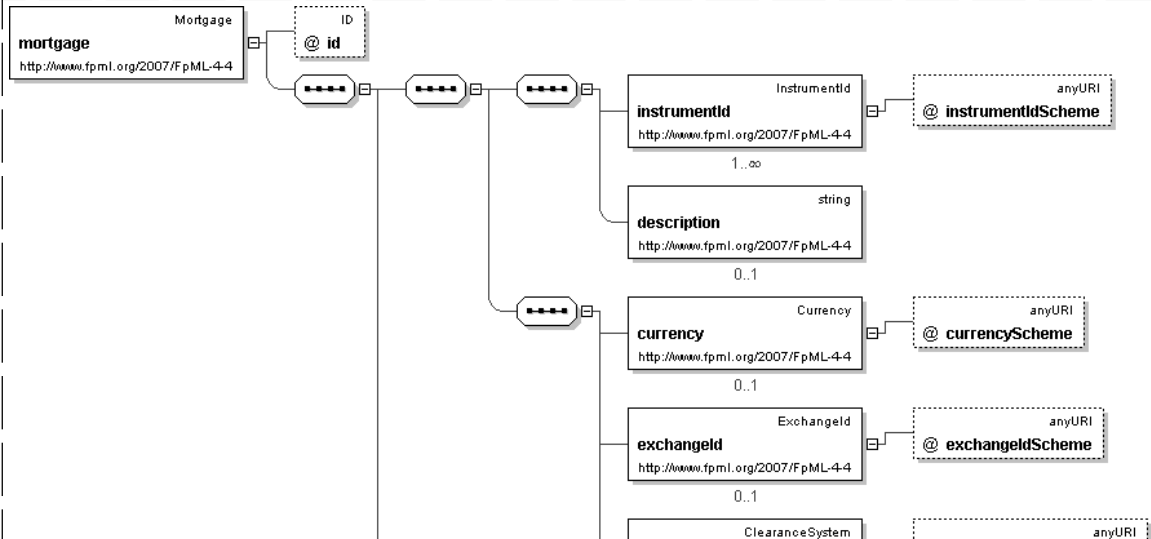 Mortgage
mortgage
http://www.fpml.org/2007/FpML-4-4
ID
@ id
InstrumentId
instrumentId
http://www.fpml.org/2007/FpML-4-4
1..∞
anyURI
@ instrumentIdScheme
string
description
http://www.fpml.org/2007/FpML-4-4
0..1
Currency
currency
http://www.fpml.org/2007/FpML-4-4
0..1
anyURI
@ currencyScheme
ExchangeId
exchangeId
http://www.fpml.org/2007/FpML-4-4
0..1
anyURI
@ exchangeIdScheme
ClearanceSystem
anyURI